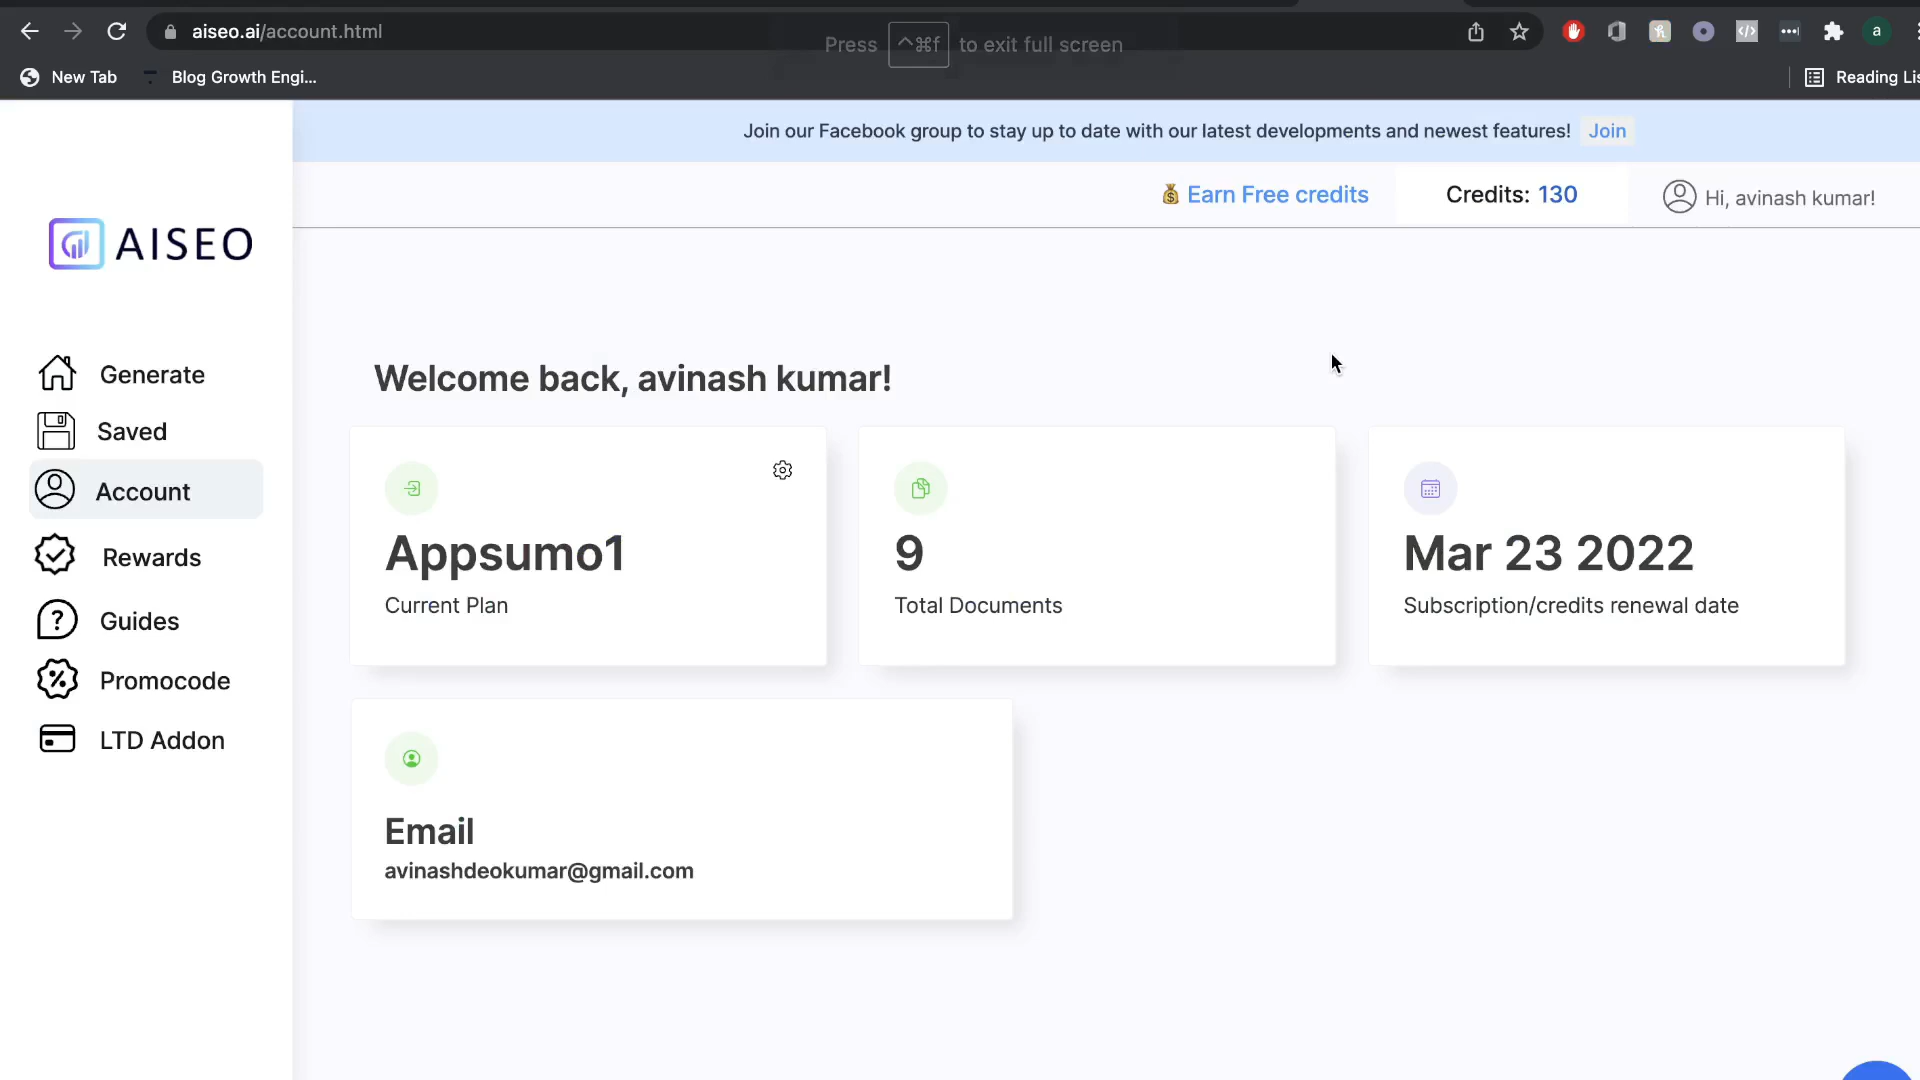 aiseo.ai/account.html
Press ^⌘f to exit full screen
New Tab
Blog Growth Engi...
Reading Lis
Join our Facebook group to stay up to date with our latest developments and newest features! Join
💰 Earn Free credits
Credits: 130
Hi, avinash kumar!
AISEO
Generate
Saved
Account
Rewards
Guides
Promocode
LTD Addon
Welcome back, avinash kumar!
Appsumo1
Current Plan
9
Total Documents
Mar 23 2022
Subscription/credits renewal date
Email
avinashdeokumar@gmail.com
a